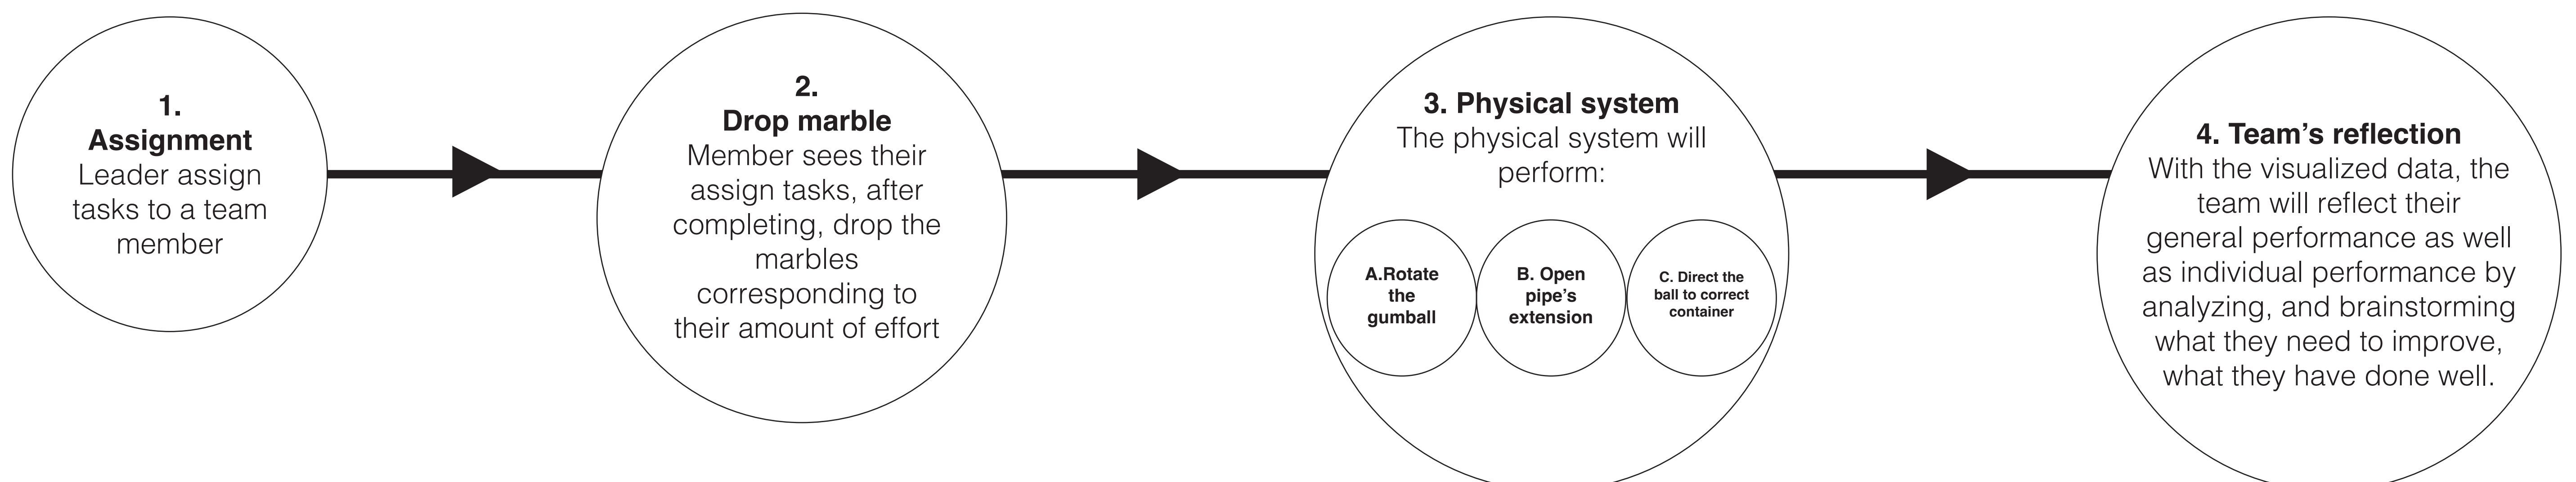 1.
Assignment
Leader assign
tasks to a team
member
2.
Drop marble
Member sees their
assign tasks, after
completing, drop the
marbles
corresponding to
their amount of effort
3. Physical system
The physical system will
perform:
A.Rotate
the
gumball
B. Open
pipe’s
extension
C. Direct the
ball to correct
container
4. Team’s reflection
With the visualized data, the
team will reflect their
general performance as well
as individual performance by
analyzing, and brainstorming
what they need to improve,
what they have done well.